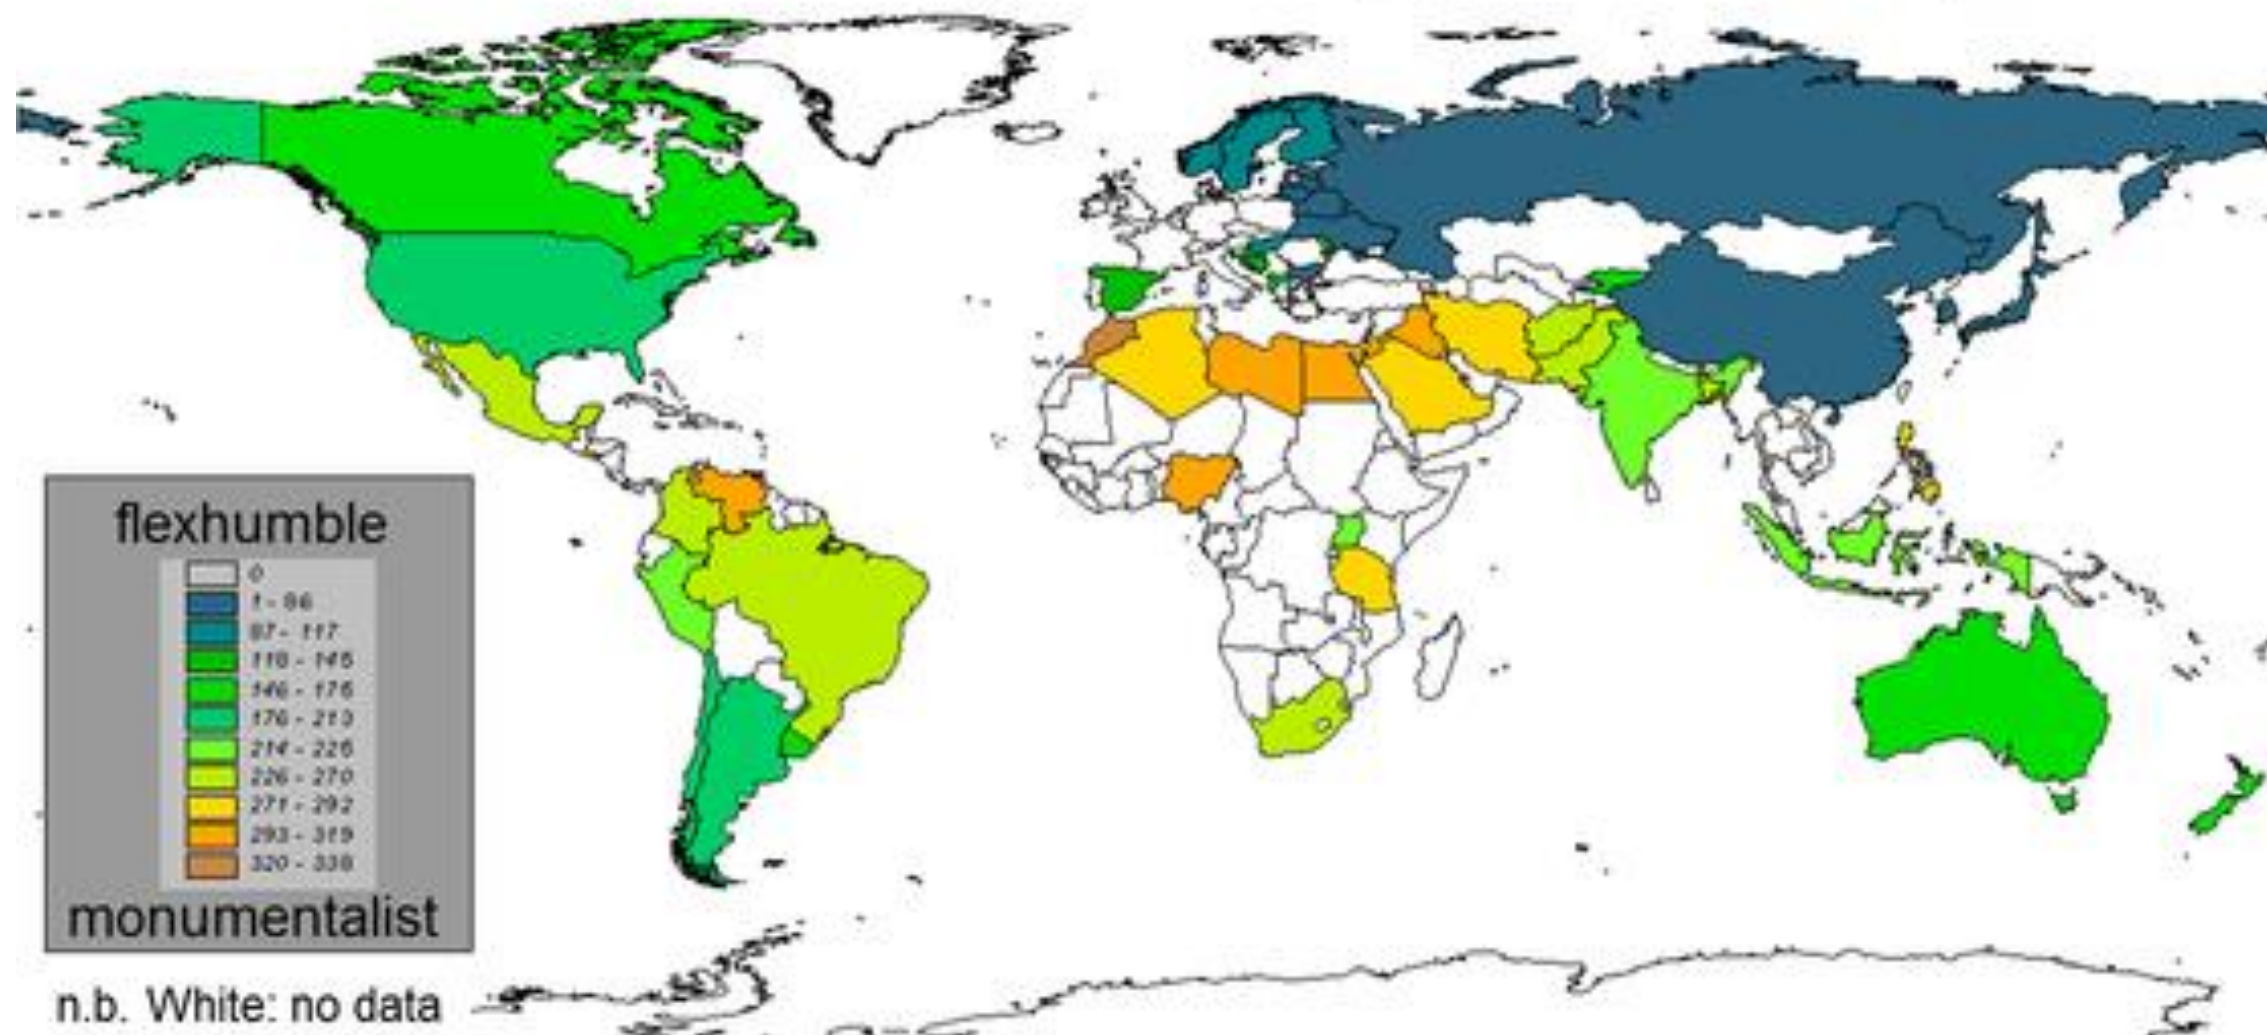 flexhumble
0
1 - 86
87 - 117
118 - 145
146 - 175
176 - 213
214 - 225
226 - 270
271 - 292
293 - 319
320 - 338
monumentalist
n.b. White: no data